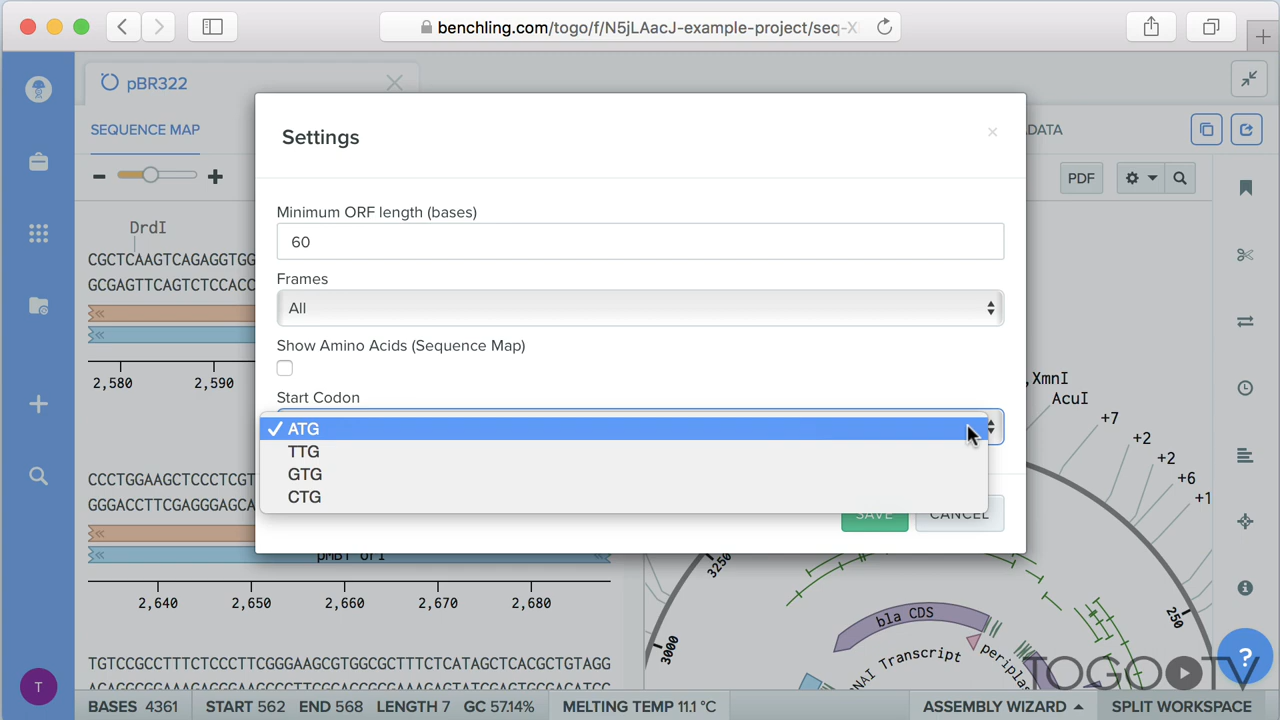 benchling.com/togo/f/N5jLAacJ-example-project/seq-X
pBR322
SEQUENCE MAP
ADATA
PDF
Settings
Minimum ORF length (bases)
60
Frames
All
Show Amino Acids (Sequence Map)
Start Codon
ATG
TTG
GTG
CTG
SAVE
CANCEL
DrdI
CGCTCAAGTCAGAGGTGG
GCGAGTTCAGTCTCCACC
2,580 2,590
CCCTGGAAGCTCCCTCGT
GGGACCTTCGAGGGAGCA
pMB1 ori
2,640 2,650 2,660 2,670 2,680
TGTCCGCCTTTCTCCCTTCGGGAAGCGTGGCGCTTTCTCATAGCTCACGCTGTAGG
ACAGGCGGAAAGAGGGAAGCCCTTCGCACCGCGAAAGAGTATCGAGTGCGACATCC
,XmnI
AcuI
+7
+2
+2
+6
+1
3250
3000
250
bla CDS
NAI Transcript
periplas
TOGO TV
?
T
BASES 4361 START 562 END 568 LENGTH 7 GC 57.14% MELTING TEMP 11.1 °C ASSEMBLY WIZARD SPLIT WORKSPACE